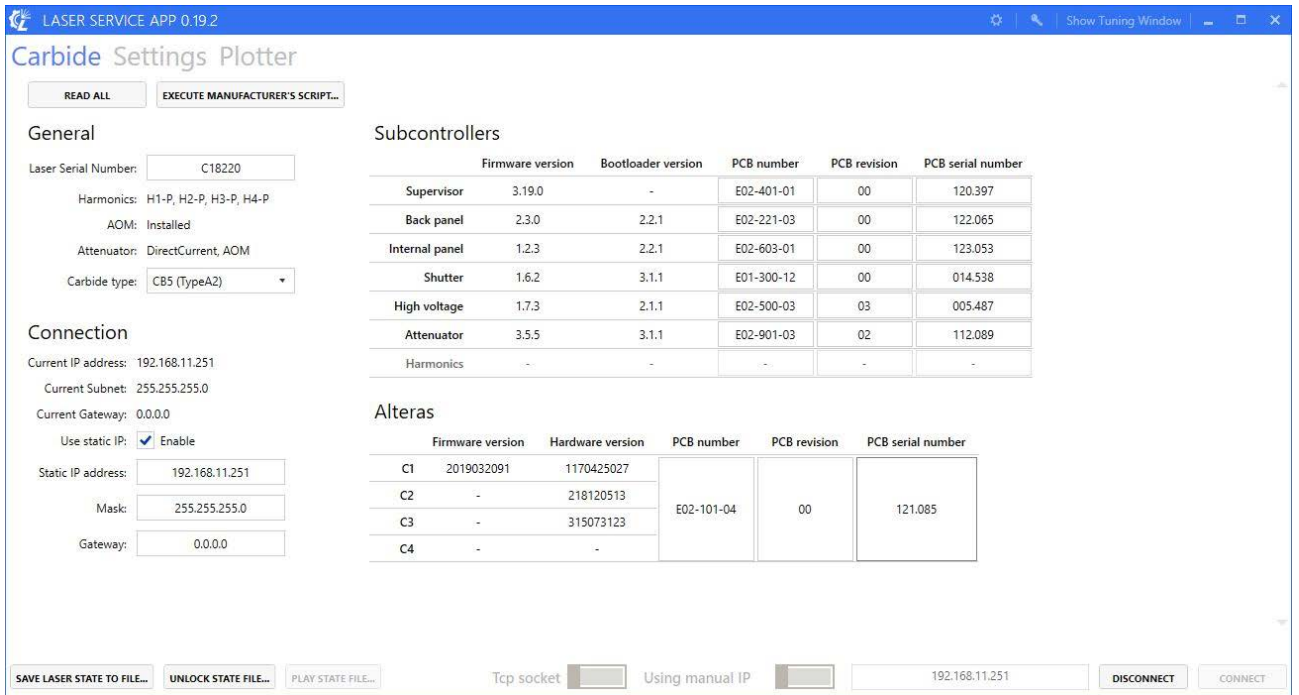 LASER SERVICE APP 0.19.2
Show Tuning Window
Carbide Settings Plotter
READ ALL
EXECUTE MANUFACTURER'S SCRIPT...
General
Laser Serial Number: C18220
Harmonics: H1-P, H2-P, H3-P, H4-P
AOM: Installed
Attenuator: DirectCurrent, AOM
Carbide type: CB5 (TypeA2)
Connection
Current IP address: 192.168.11.251
Current Subnet: 255.255.255.0
Current Gateway: 0.0.0.0
Use static IP: Enable
Static IP address: 192.168.11.251
Mask: 255.255.255.0
Gateway: 0.0.0.0
Subcontrollers
Firmware version Bootloader version PCB number PCB revision PCB serial number
Supervisor 3.19.0 - E02-401-01 00 120.397
Back panel 2.3.0 2.2.1 E02-221-03 00 122.065
Internal panel 1.2.3 2.2.1 E02-603-01 00 123.053
Shutter 1.6.2 3.1.1 E01-300-12 00 014.538
High voltage 1.7.3 2.1.1 E02-500-03 03 005.487
Attenuator 3.5.5 3.1.1 E02-901-03 02 112.089
Harmonics - - - - -
Alteras
Firmware version Hardware version PCB number PCB revision PCB serial number
C1 2019032091 1170425027
C2 - 218120513
E02-101-04 00 121.085
C3 - 315073123
C4 - -
SAVE LASER STATE TO FILE...
UNLOCK STATE FILE...
PLAY STATE FILE...
Tcp socket
Using manual IP
192.168.11.251
DISCONNECT
CONNECT